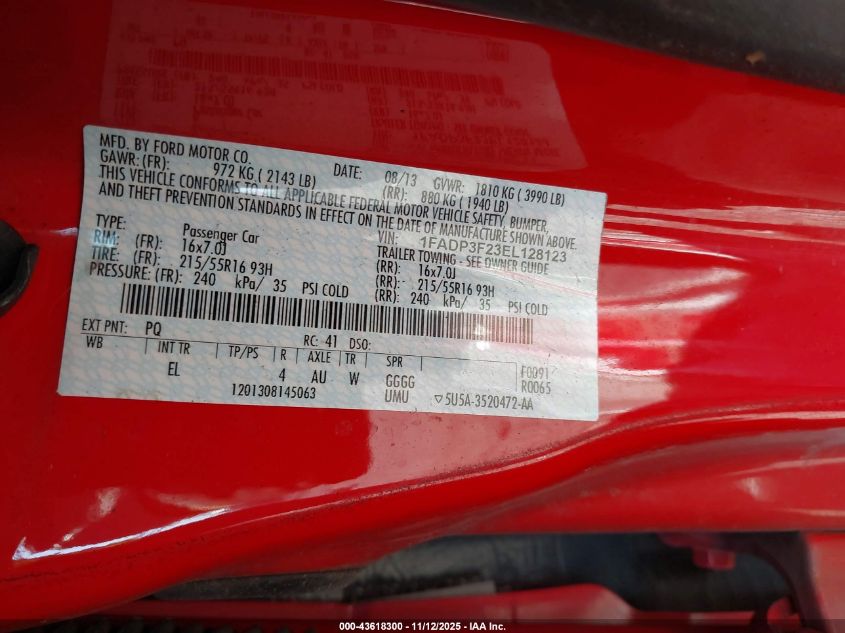 MFD. BY FORD MOTOR CO.
DATE: 08/13 GVWR: 1810 KG ( 3990 LB)
GAWR: (FR): 972 KG ( 2143 LB) (RR): 880 KG ( 1940 LB)
THIS VEHICLE CONFORMS TO ALL APPLICABLE FEDERAL MOTOR VEHICLE SAFETY, BUMPER,
AND THEFT PREVENTION STANDARDS IN EFFECT ON THE DATE OF MANUFACTURE SHOWN ABOVE.
VIN: 1FADP3F23EL128123
TYPE: Passenger Car TRAILER TOWING - SEE OWNER GUIDE
RIM: (FR): 16x7.0J (RR): 16x7.0J
TIRE: (FR): 215/55R16 93H (RR): 215/55R16 93H
PRESSURE: (FR): 240 kPa/ 35 PSI COLD (RR): 240 kPa/ 35 PSI COLD
EXT PNT: PQ RC: 41 DSO:
WB INT TR TP/PS R AXLE TR SPR
EL 4 AU W GGGG
UMU
F0091
R0065
1201308145063
▽5U5A-3520472-AA
000-43618300 - 11/12/2025 - IAA Inc.